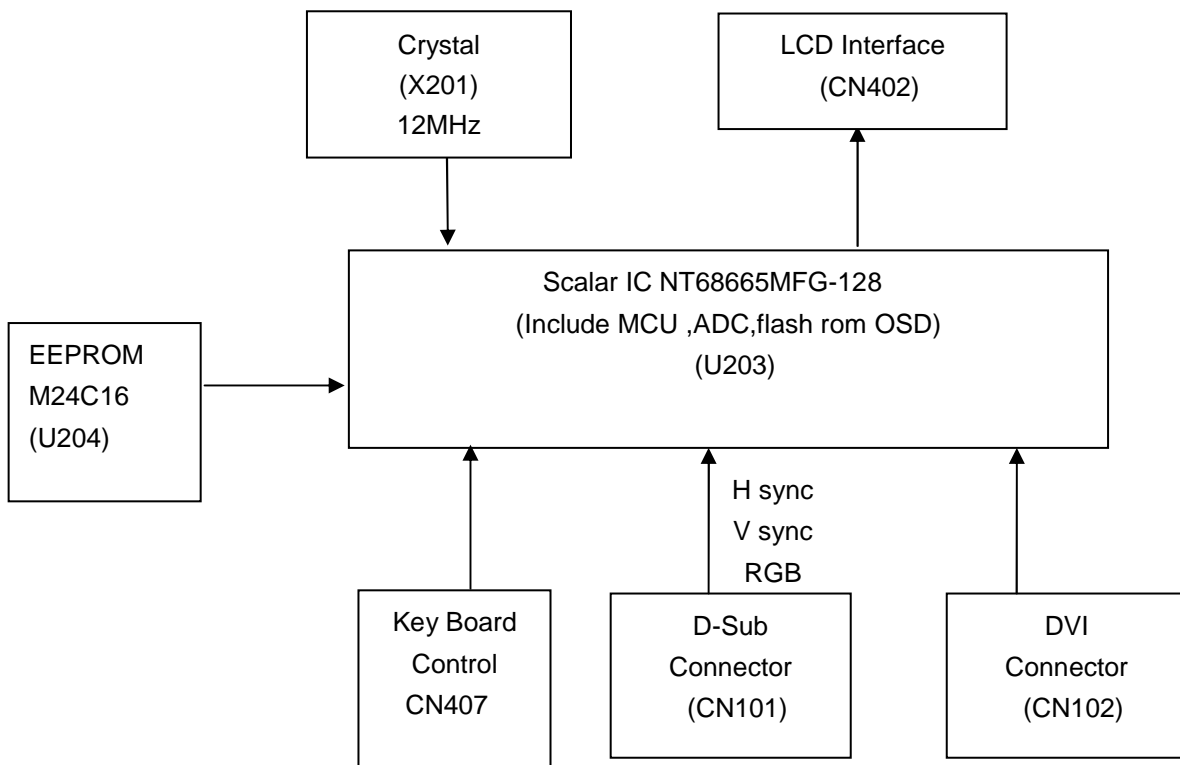 Crystal
(X201)
12MHz
LCD Interface
(CN402)
Scalar IC NT68665MFG-128
(Include MCU ,ADC,flash rom OSD)
(U203)
EEPROM
M24C16
(U204)
H sync
V sync
RGB
Key Board
Control
CN407
D-Sub
Connector
(CN101)
DVI
Connector
(CN102)